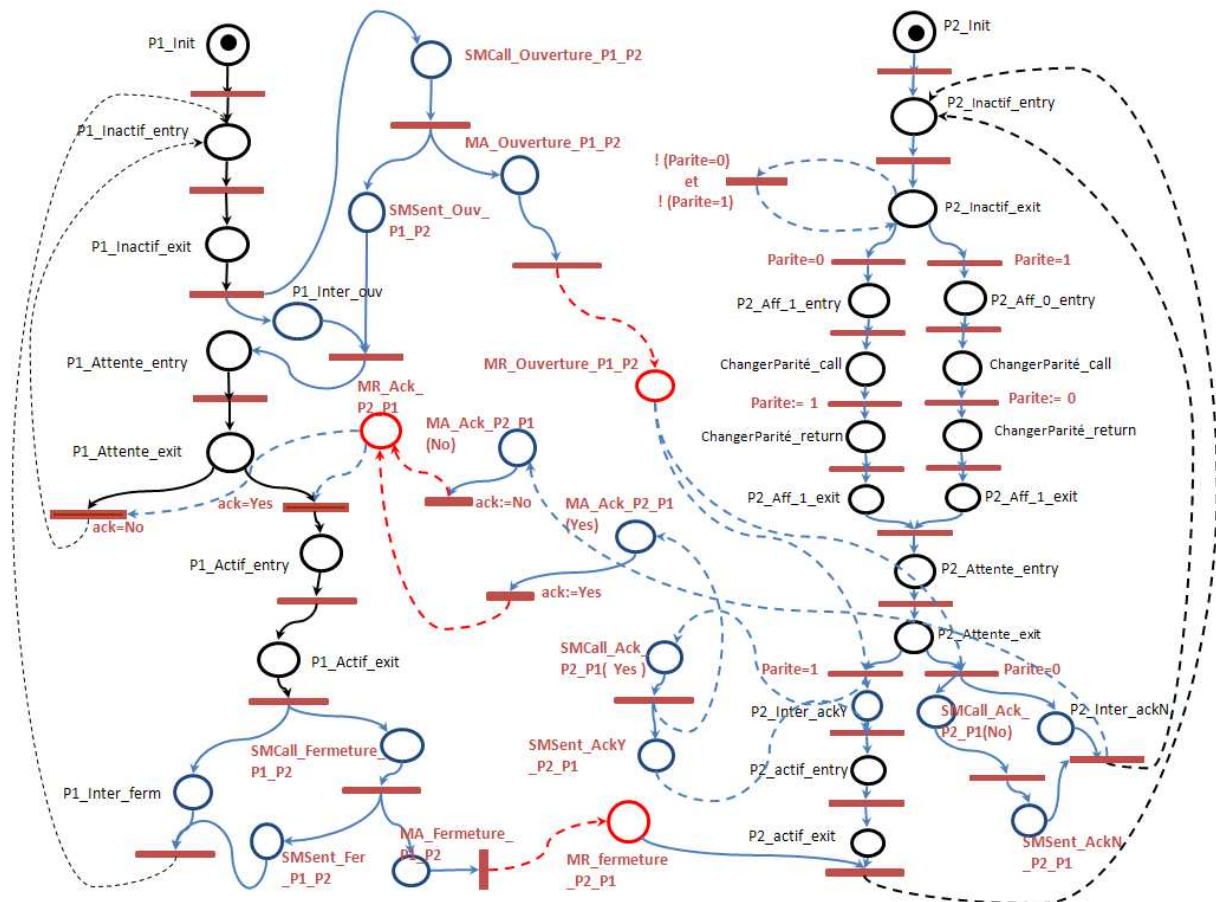 P1_Init
P1_Inactif_entry
P1_Inactif_exit
P1_Attente_entry
P1_Attente_exit
ack=No
ack=Yes
P1_Actif_entry
P1_Actif_exit
P1_Inter_ferm
SMCall_Ouverture_P1_P2
MA_Ouverture_P1_P2
SMSent_Ouv_
P1_P2
P1_Inter_ouv
MR_Ouverture_P1_P2
MR_Ack_
P2_P1
MA_Ack_P2_P1
(No)
ack:=No
MA_Ack_P2_P1
(Yes)
ack:=Yes
SMCall_Ack_
P2_P1( Yes )
SMSent_AckY
_P2_P1
SMCall_Fermeture_
P1_P2
SMSent_Fer
_P1_P2
MA_Fermeture_
P1_P2
MR_fermeture
_P2_P1
P2_Init
P2_Inactif_entry
! (Parite=0)
et
! (Parite=1)
P2_Inactif_exit
Parite=0
Parite=1
P2_Aff_1_entry
P2_Aff_0_entry
ChangerParité_call
ChangerParité_call
Parite:= 1
Parite:= 0
ChangerParité_return
ChangerParité_return
P2_Aff_1_exit
P2_Aff_1_exit
P2_Attente_entry
P2_Attente_exit
Parite=1
Parite=0
P2_Inter_ackY
SMCall_Ack_
P2_P1(No)
P2_Inter_ackN
P2_actif_entry
P2_actif_exit
SMSent_AckN
_P2_P1